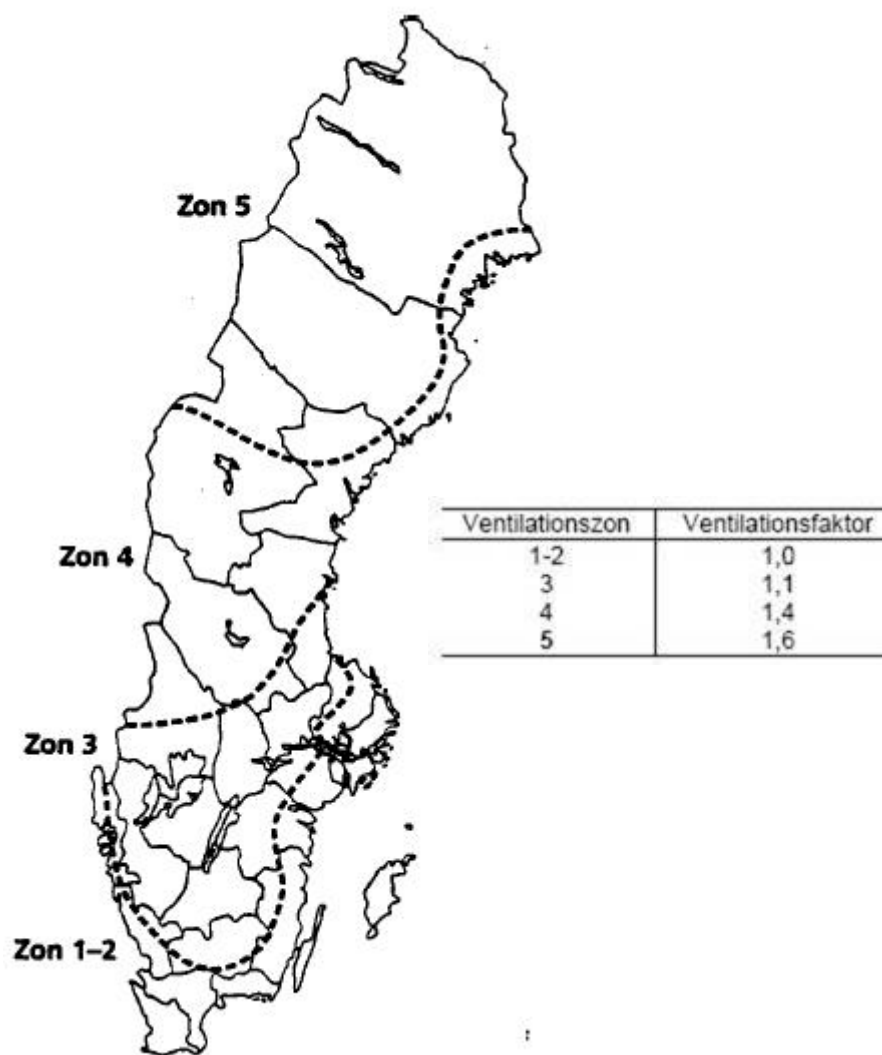 Zon 5
Zon 4
Zon 3
Zon 1–2
Ventilationszon Ventilationsfaktor
1-2 1,0
3 1,1
4 1,4
5 1,6